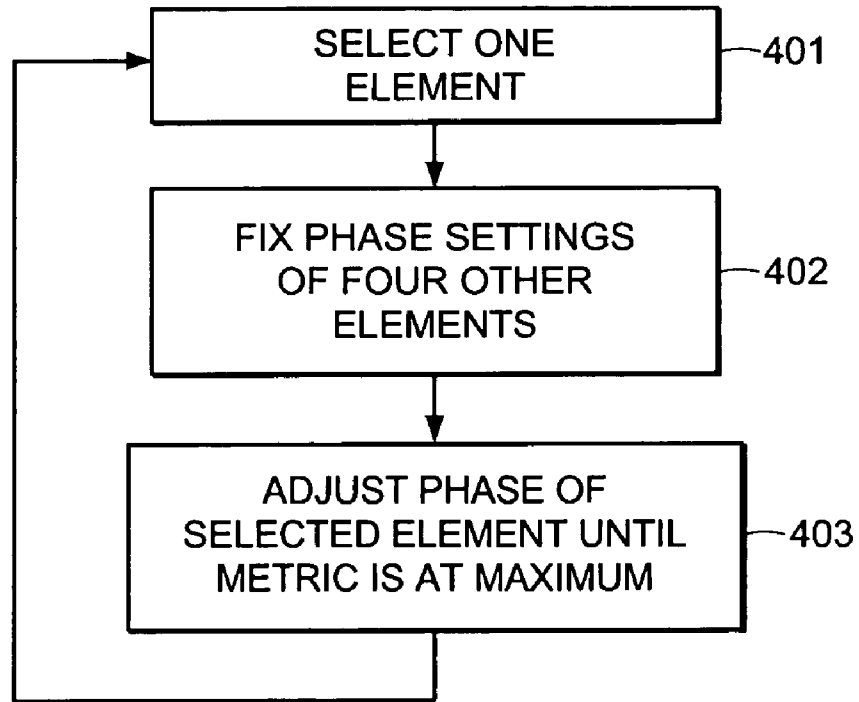 SELECT ONE
ELEMENT
401
FIX PHASE SETTINGS
OF FOUR OTHER
ELEMENTS
402
ADJUST PHASE OF
SELECTED ELEMENT UNTIL
METRIC IS AT MAXIMUM
403